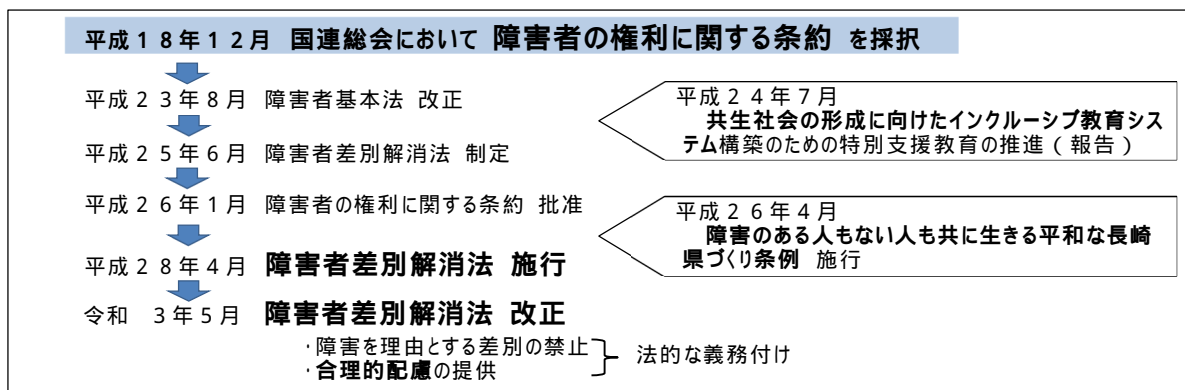 平成１８年１２月 国連総会において 障害者の権利に関する条約 を採択
平成２３年８月 障害者基本法 改正
平成２４年７月
共生社会の形成に向けたインクルーシブ教育シス
テム構築のための特別支援教育の推進（報告）
平成２５年６月 障害者差別解消法 制定
平成２６年１月 障害者の権利に関する条約 批准
平成２６年４月
障害のある人もない人も共に生きる平和な長崎
県づくり条例 施行
平成２８年４月 障害者差別解消法 施行
令和 ３年５月 障害者差別解消法 改正
・障害を理由とする差別の禁止
・合理的配慮の提供
法的な義務付け